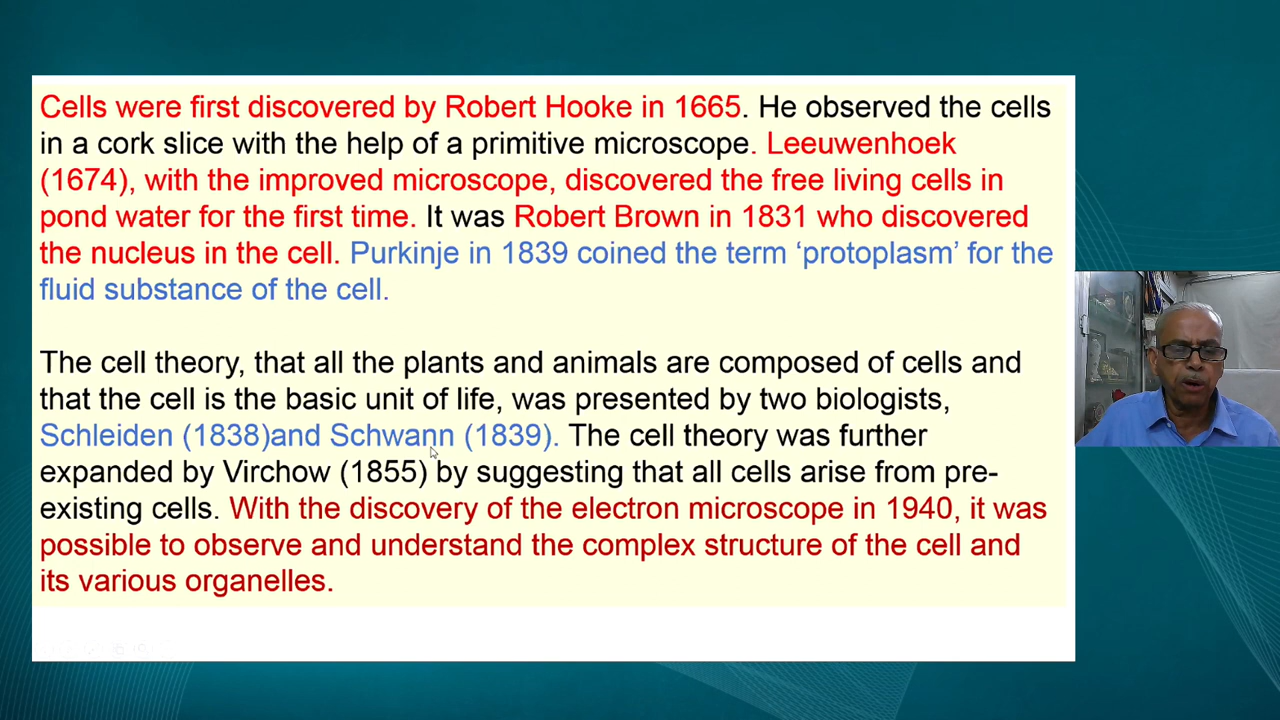 Cells were first discovered by Robert Hooke in 1665. He observed the cells
in a cork slice with the help of a primitive microscope. Leeuwenhoek
(1674), with the improved microscope, discovered the free living cells in
pond water for the first time. It was Robert Brown in 1831 who discovered
the nucleus in the cell. Purkinje in 1839 coined the term ‘protoplasm’ for the
fluid substance of the cell.
The cell theory, that all the plants and animals are composed of cells and
that the cell is the basic unit of life, was presented by two biologists,
Schleiden (1838)and Schwann (1839). The cell theory was further
expanded by Virchow (1855) by suggesting that all cells arise from pre-
existing cells. With the discovery of the electron microscope in 1940, it was
possible to observe and understand the complex structure of the cell and
its various organelles.